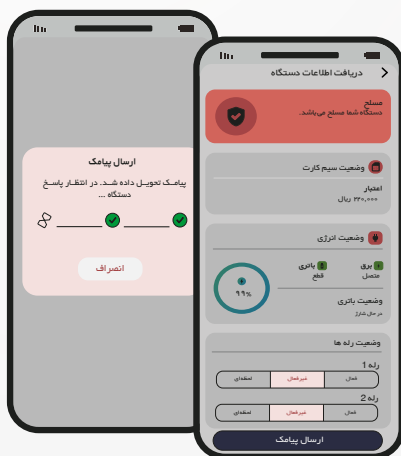 ارسال پیامک
پیامک تحویل داده شد. در انتظار پاسخ
دستگاه ...
انصراف
دریافت اطلاعات دستگاه
مسلح
دستگاه شما مسلح می‌باشد.
وضعیت سیم کارت
اعتبار
۲۲۰,۰۰۰ ریال
وضعیت انرژی
برق باتری
متصل قطع
۹۹%
وضعیت باتری
در حال شارژ
وضعیت رله ها
رله 1
فعال غیرفعال لحظه‌ای
رله 2
فعال غیرفعال لحظه‌ای
ارسال پیامک